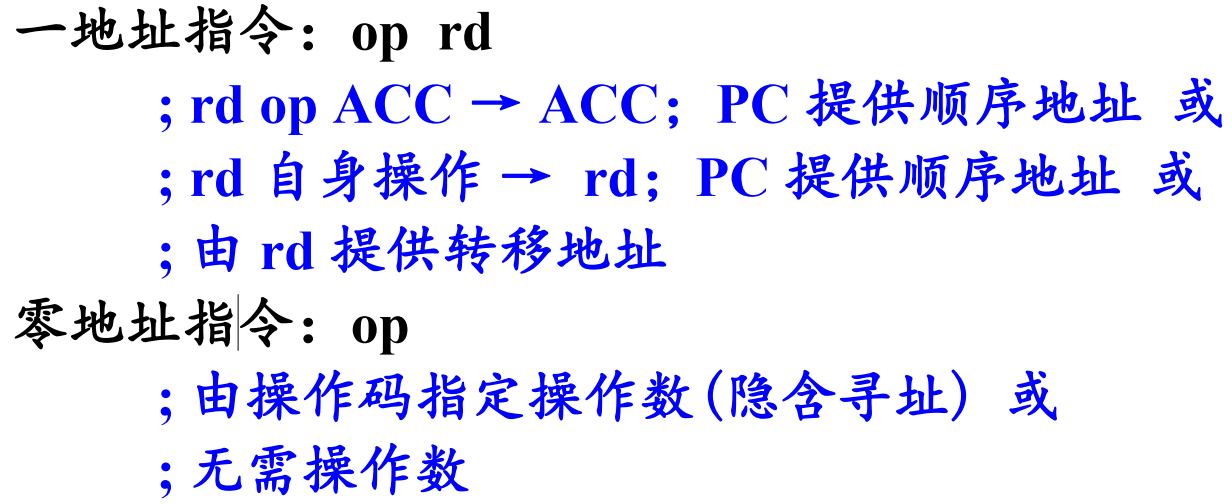 一地址指令：op rd
；rd op ACC → ACC；PC 提供顺序地址 或
；rd 自身操作 → rd；PC 提供顺序地址 或
；由 rd 提供转移地址
零地址指令：op
；由操作码指定操作数(隐含寻址) 或
；无需操作数